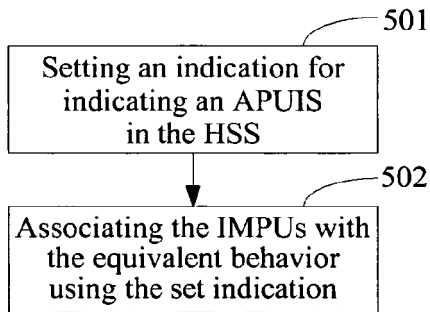 501
Setting an indication for
indicating an APUIS
in the HSS
502
Associating the IMPUs with
the equivalent behavior
using the set indication